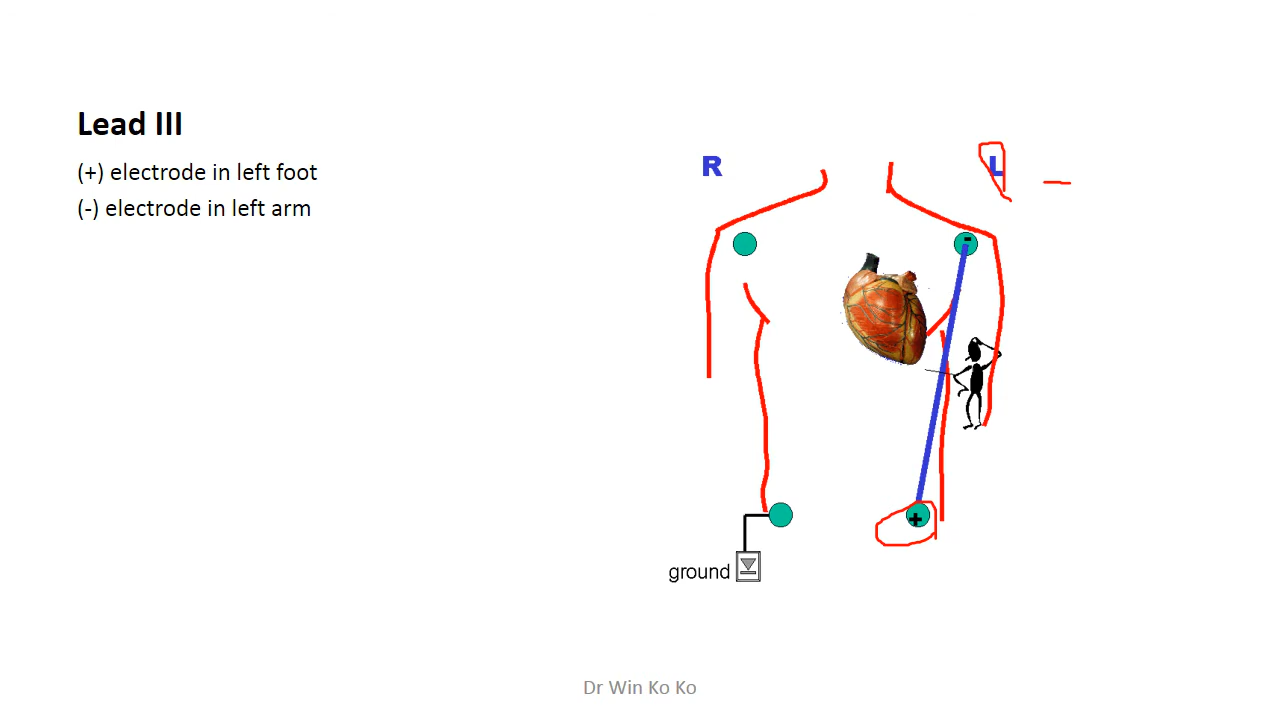 Lead III
(+) electrode in left foot
(-) electrode in left arm
R
L
-
+
ground
Dr Win Ko Ko